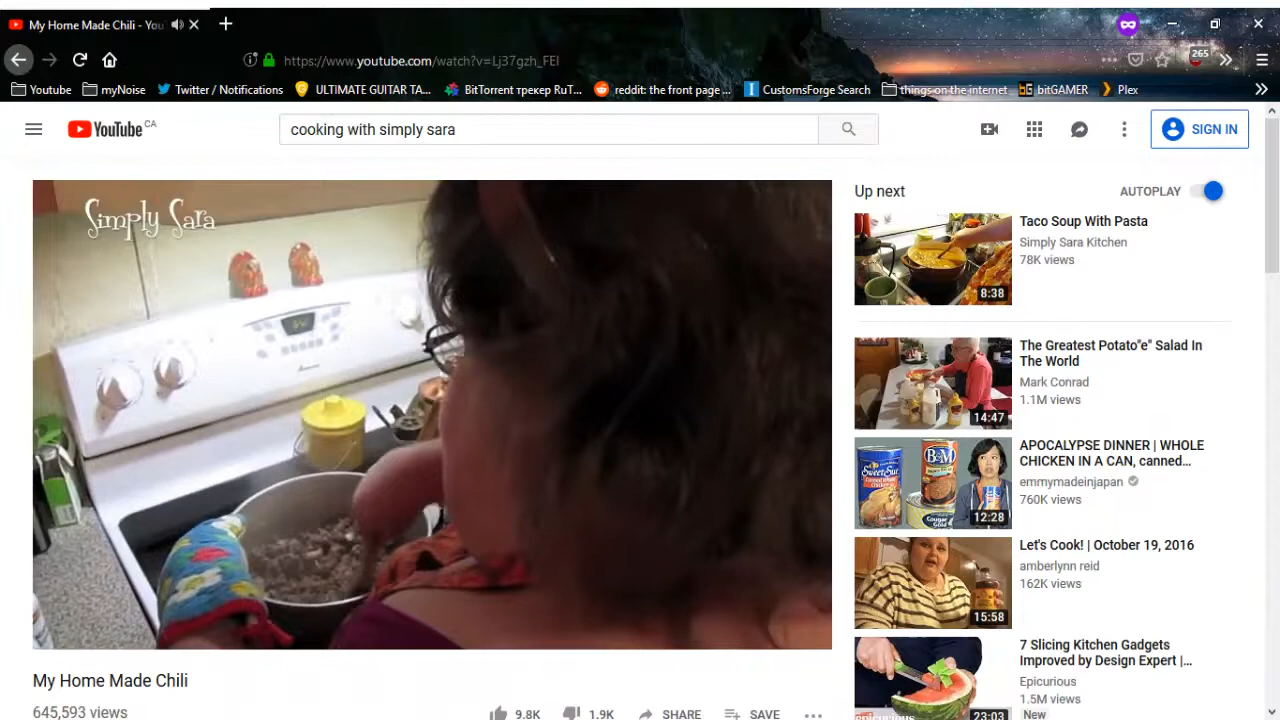 My Home Made Chili - You
https://www.youtube.com/watch?v=Lj37gzh_FEI
265
Youtube
myNoise
Twitter / Notifications
ULTIMATE GUITAR TA...
BitTorrent трекер RuT...
reddit: the front page ...
CustomsForge Search
things on the internet
bitGAMER
Plex
YouTube CA
cooking with simply sara
SIGN IN
Simply Sara
Up next
AUTOPLAY
Taco Soup With Pasta
Simply Sara Kitchen
78K views
8:38
The Greatest Potato"e" Salad In
The World
Mark Conrad
1.1M views
14:47
APOCALYPSE DINNER | WHOLE
CHICKEN IN A CAN, canned...
emmymadeinjapan
760K views
B&M
12:28
Let's Cook! | October 19, 2016
amberlynn reid
162K views
15:58
7 Slicing Kitchen Gadgets
Improved by Design Expert |...
Epicurious
1.5M views
New
23:03
My Home Made Chili
645,593 views
9.8K
1.9K
SHARE
SAVE